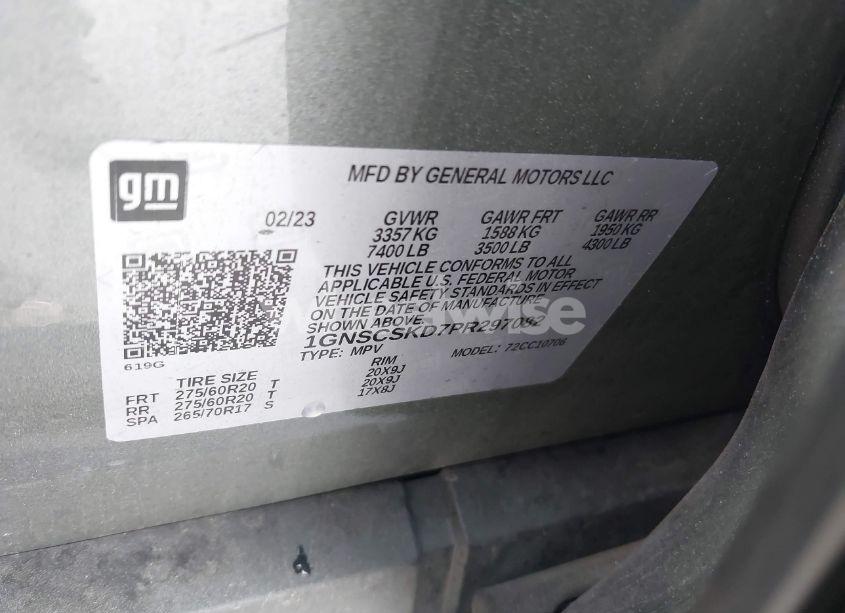 gm
MFD BY GENERAL MOTORS LLC
02/23 GVWR GAWR FRT GAWR RR
3357 KG 1588 KG 1950 KG
7400 LB 3500 LB 4300 LB
THIS VEHICLE CONFORMS TO ALL
APPLICABLE U.S. FEDERAL MOTOR
VEHICLE SAFETY STANDARDS IN EFFECT
ON THE DATE OF MANUFACTURE
SHOWN ABOVE.
1GNSCSKD7PR297092
TYPE: MPV MODEL: 72CC10706
619G
TIRE SIZE RIM
FRT 275/60R20 T 20X9J
RR 275/60R20 T 20X9J
SPA 265/70R17 S 17X8J